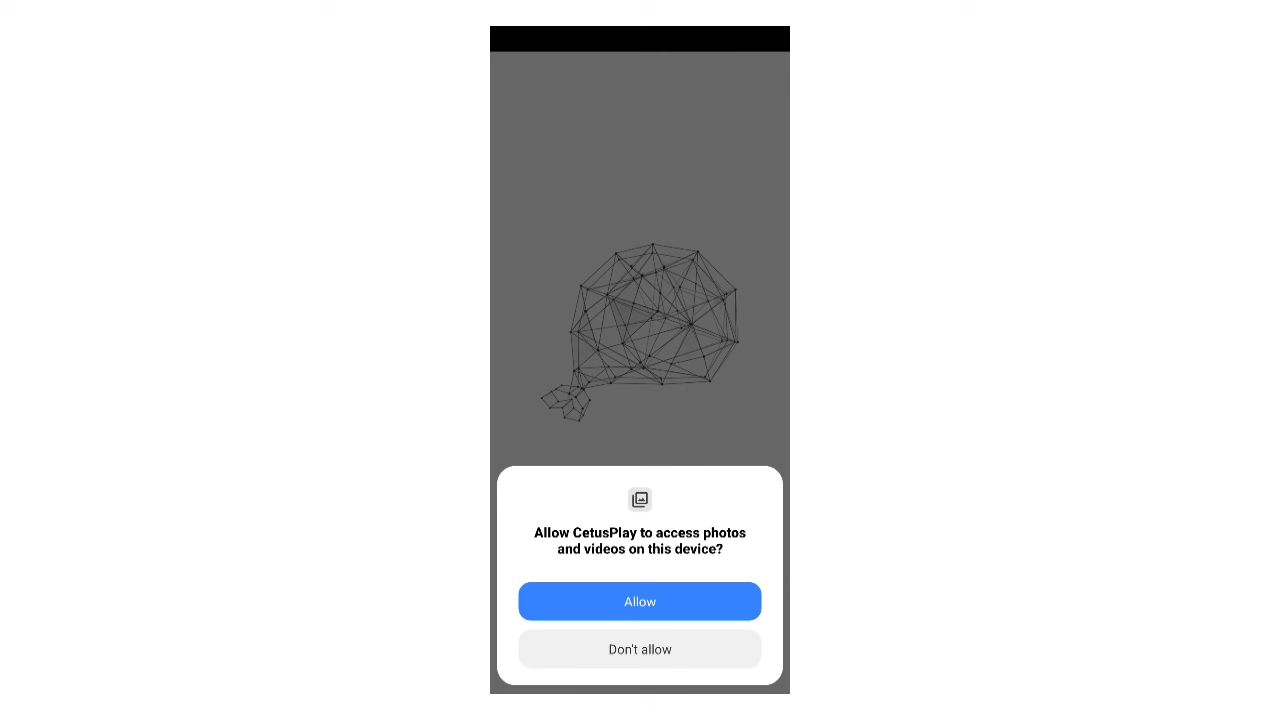 Allow CetusPlay to access photos
and videos on this device?
Allow
Don't allow